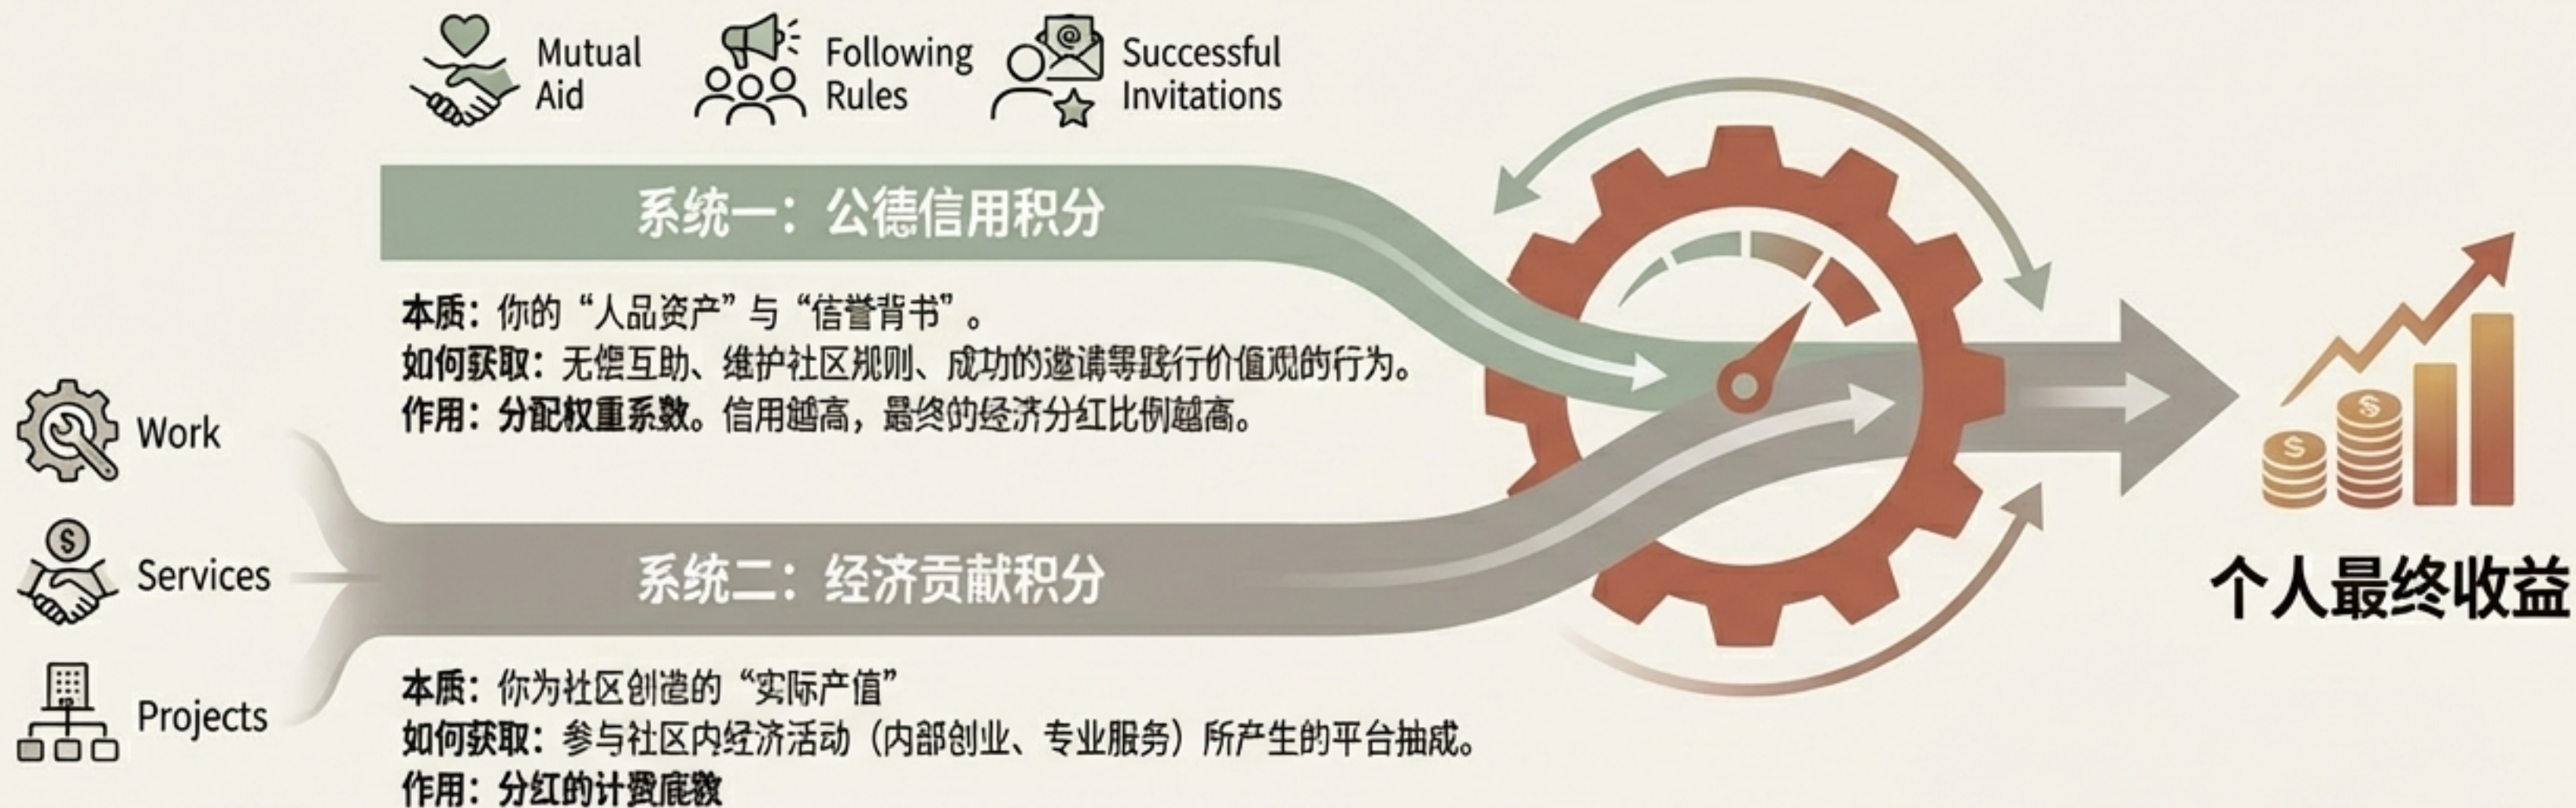 Mutual
Aid
Following
Rules
Successful
Invitations
系统一：公德信用积分
本质：你的“人品资产”与“信誉背书”。
如何获取：无偿互助、维护社区规则、成功的邀请等践行价值观的行为。
作用：分配权重系数。信用越高，最终的经济分红比例越高。
Work
Services
Projects
系统二：经济贡献积分
本质：你为社区创造的“实际产值”
如何获取：参与社区内经济活动（内部创业、专业服务）所产生的平台抽成。
作用：分红的计费底数
个人最终收益